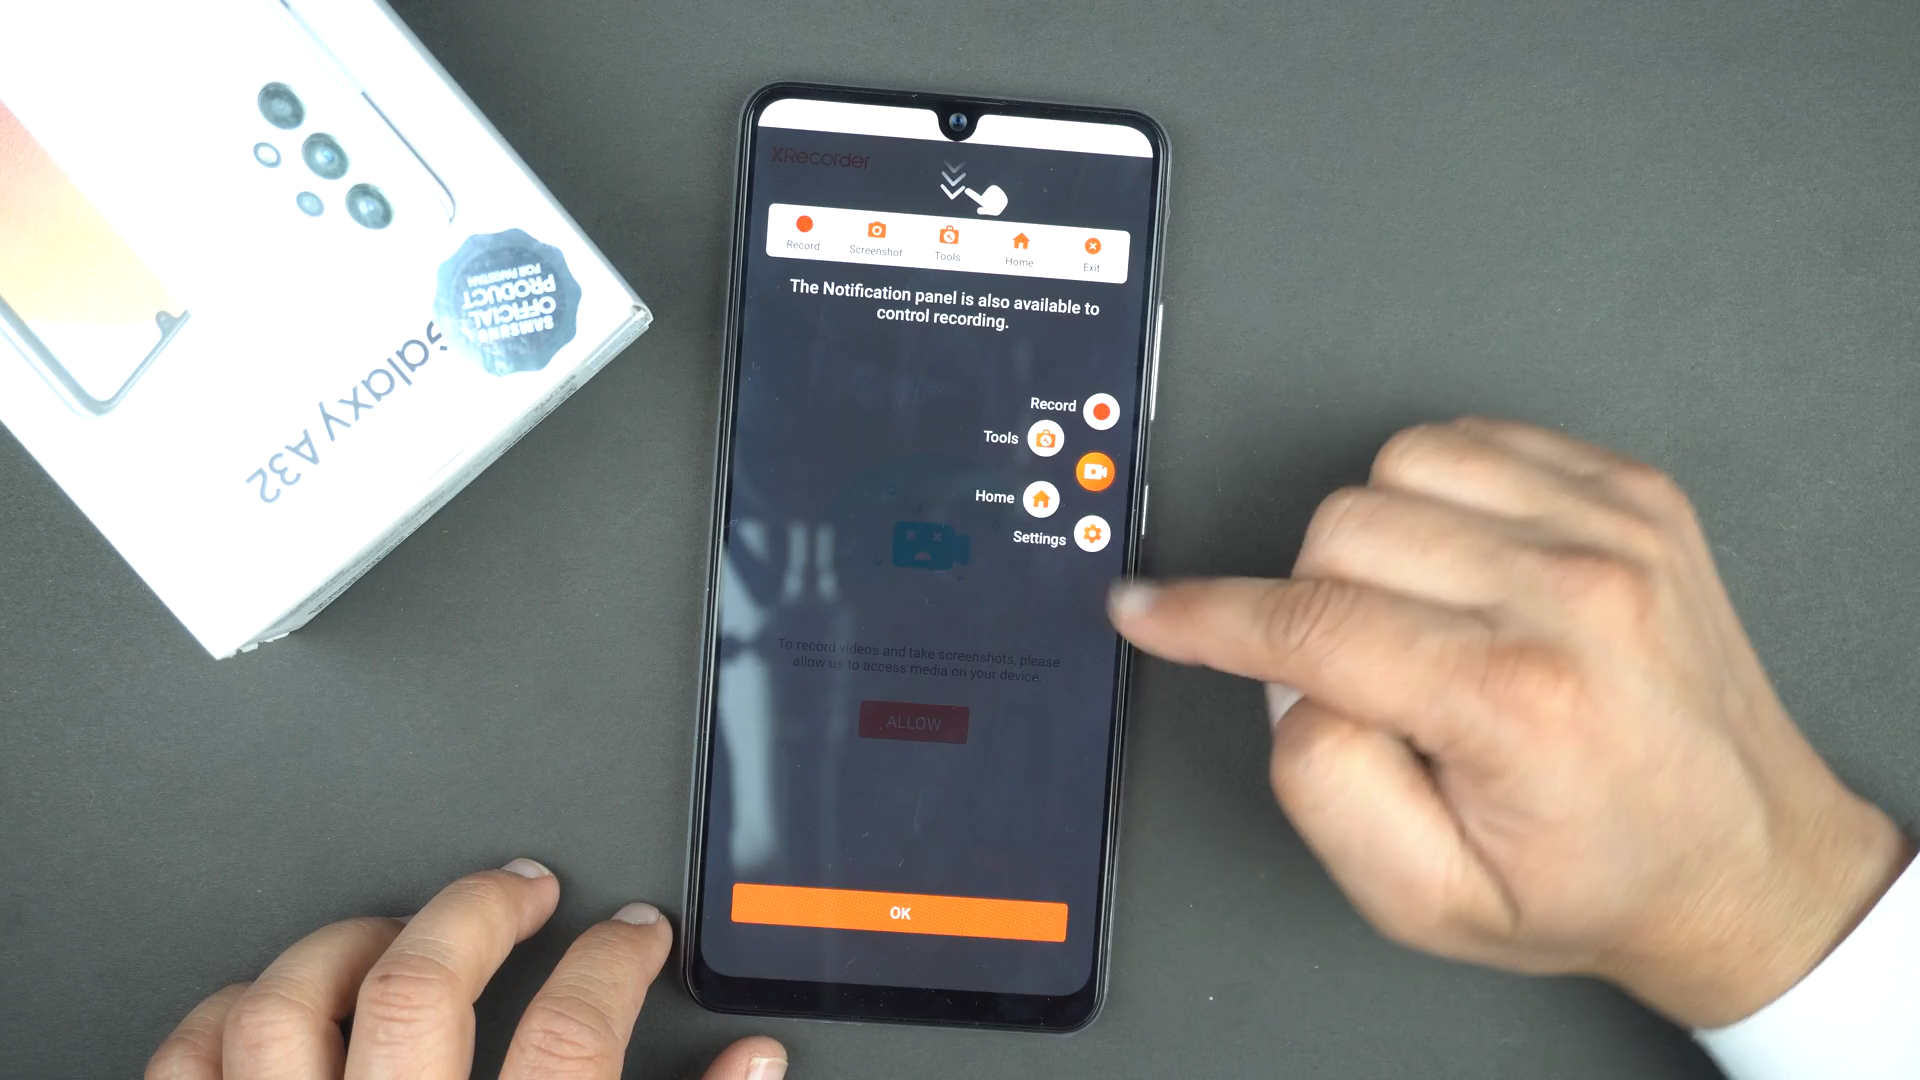 Galaxy A32
SAMSUNG
OFFICIAL
PRODUCT
FOR PAKISTAN
XRecorder
Record
Screenshot
Tools
Home
Exit
The Notification panel is also available to
control recording.
Record
Tools
Home
Settings
To record videos and take screenshots, please
allow us to access media on your device.
ALLOW
OK